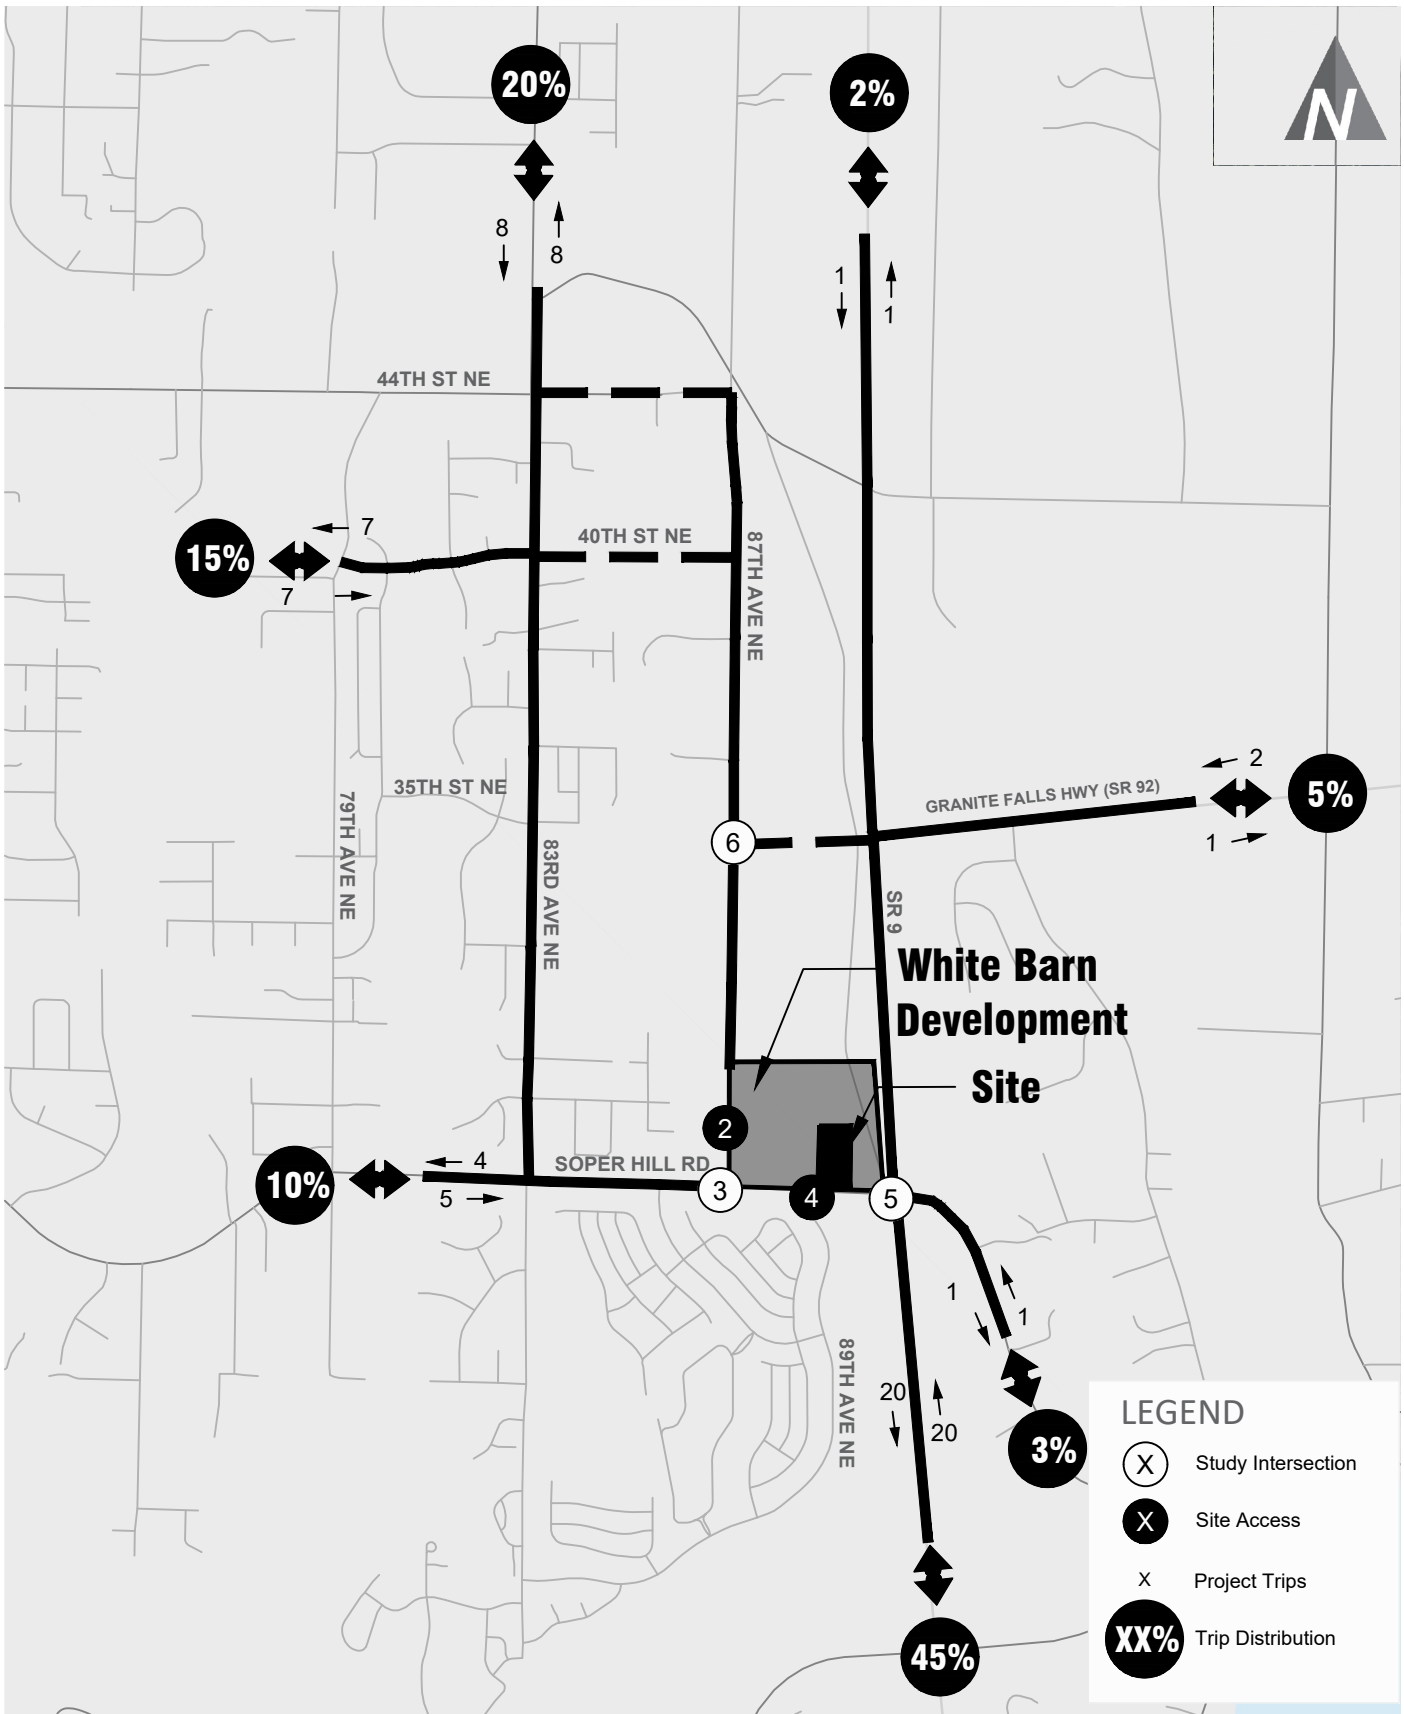 20%
2%
N
8
8
1
1
44TH ST NE
7
40TH ST NE
15%
7
87TH AVE NE
2
GRANITE FALLS HWY (SR 92)
5%
35TH ST NE
79TH AVE NE
6
1
83RD AVE NE
SR 9
White Barn
Development
Site
2
4
SOPER HILL RD
10%
5
3
4
5
1
1
89TH AVE NE
20
20
3%
45%
LEGEND
X Study Intersection
X Site Access
X Project Trips
XX% Trip Distribution